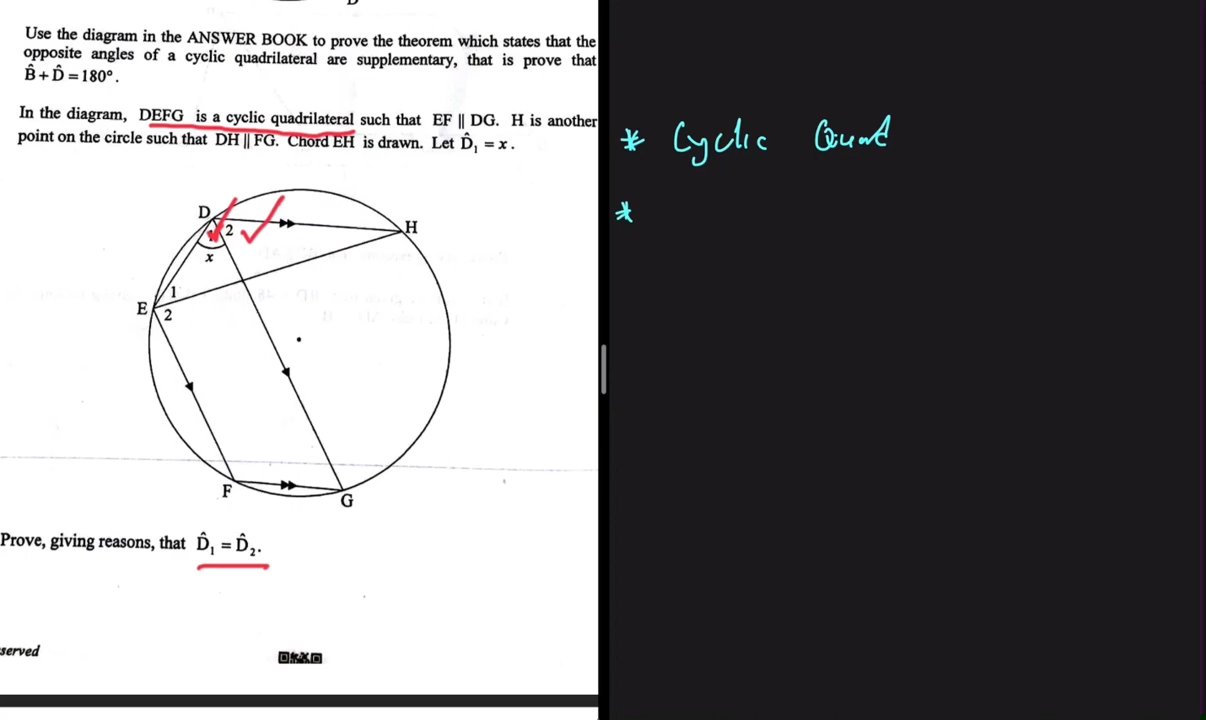 D
Use the diagram in the ANSWER BOOK to prove the theorem which states that the
opposite angles of a cyclic quadrilateral are supplementary, that is prove that
B̂ + D̂ = 180°.
In the diagram, DEFG is a cyclic quadrilateral such that EF || DG. H is another
point on the circle such that DH || FG. Chord EH is drawn. Let D̂₁ = x.
* Cyclic Quad
*
D
2
H
x
1
E
2
F
G
Prove, giving reasons, that D̂₁ = D̂₂.
served